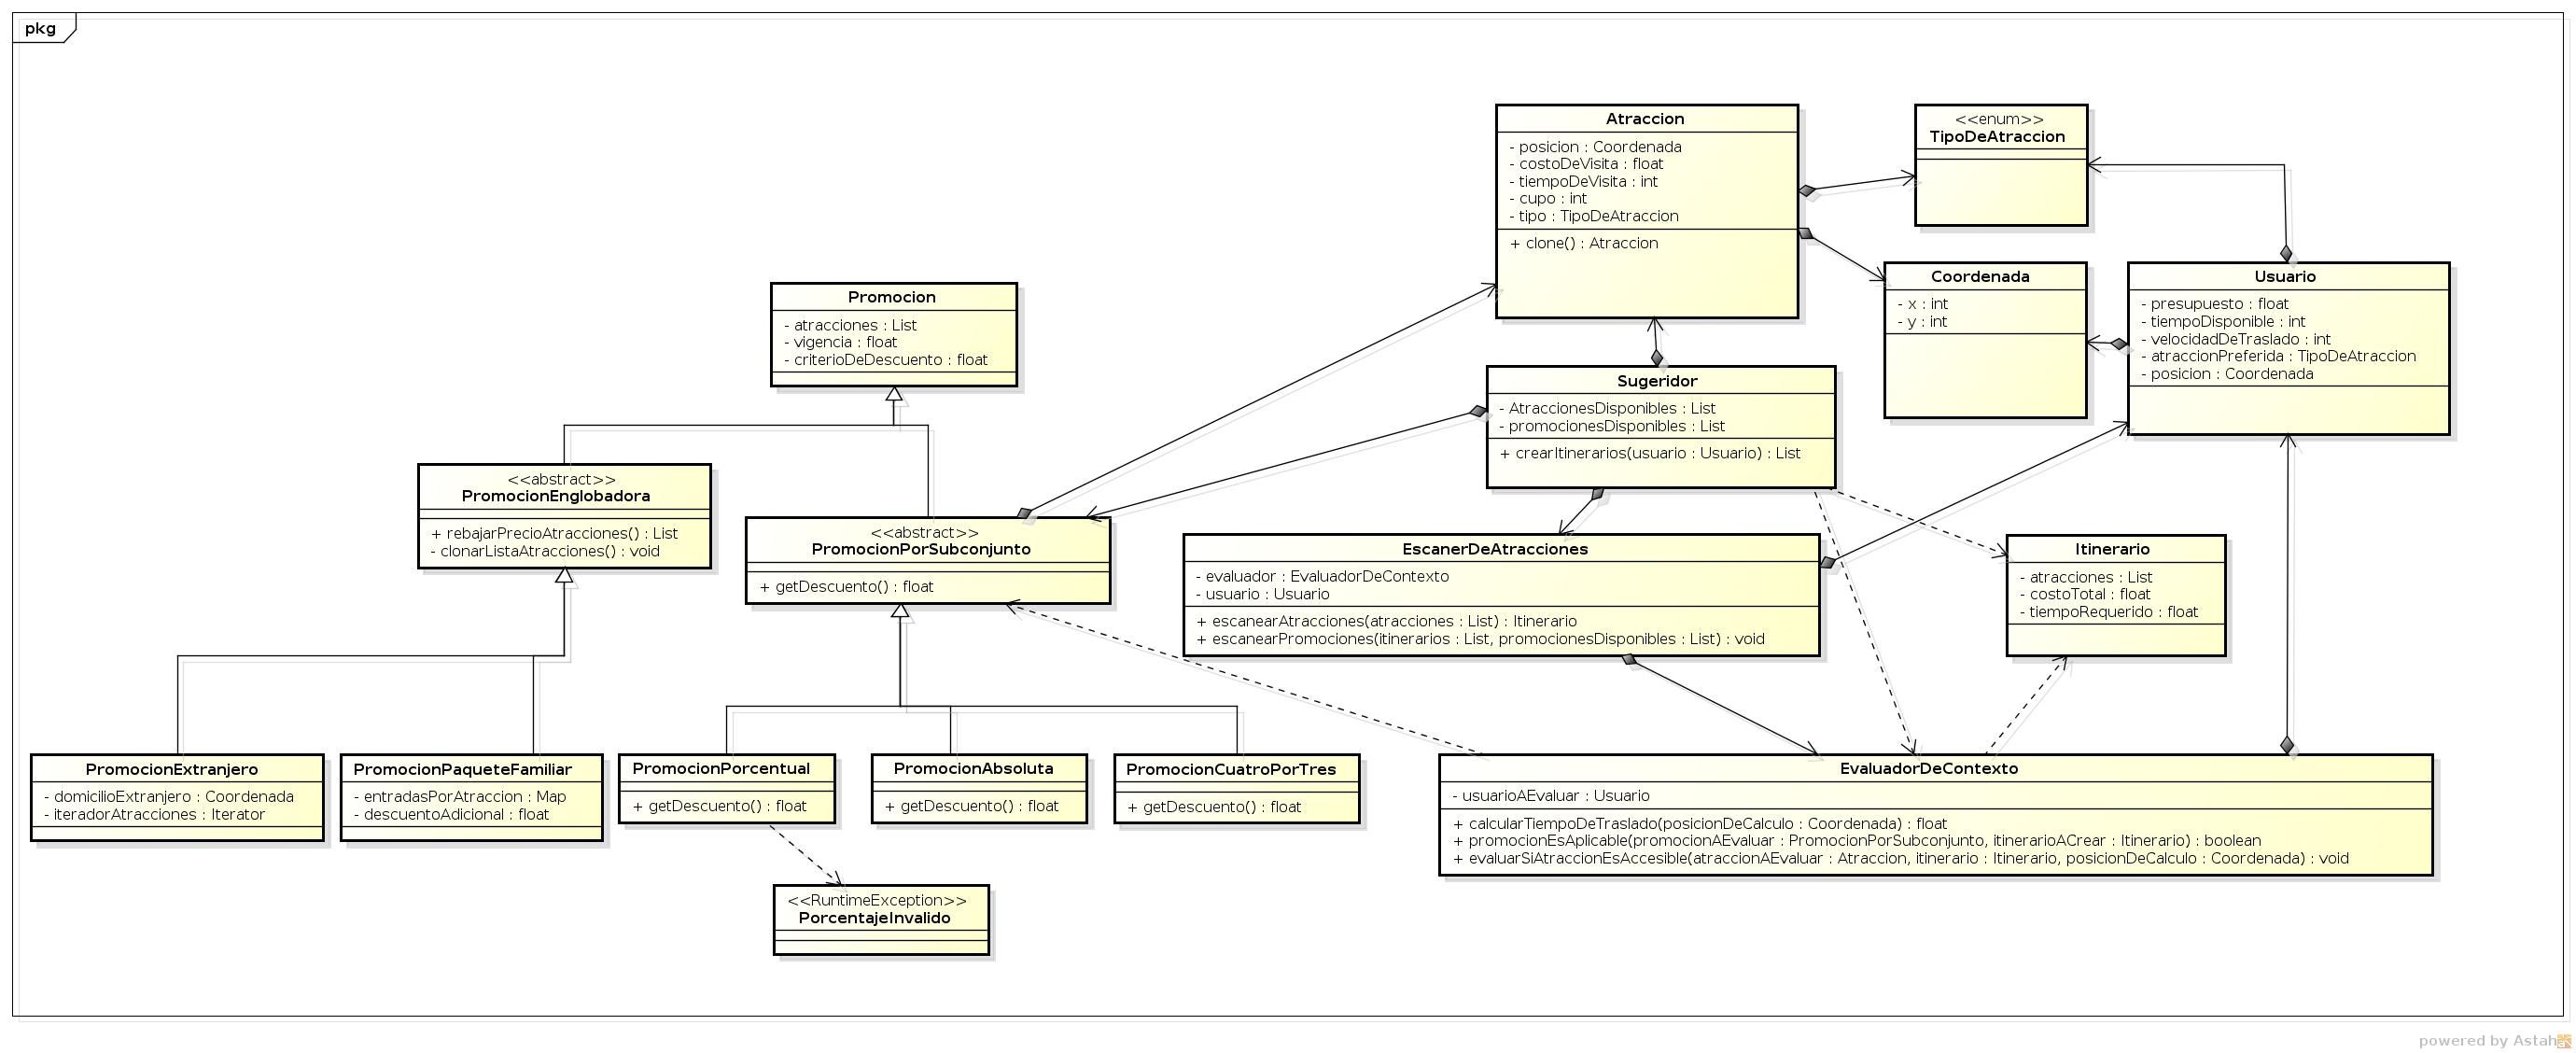 pkg
Atraccion
- posicion : Coordenada
- costoDeVisita : float
- tiempoDeVisita : int
- cupo : int
- tipo : TipoDeAtraccion
+ clone() : Atraccion
<<enum>>
TipoDeAtraccion
Coordenada
- x : int
- y : int
Usuario
- presupuesto : float
- tiempoDisponible : int
- velocidadDeTraslado : int
- atraccionPreferida : TipoDeAtraccion
- posicion : Coordenada
Promocion
- atracciones : List
- vigencia : float
- criterioDeDescuento : float
Sugeridor
- AtraccionesDisponibles : List
- promocionesDisponibles : List
+ crearItinerarios(usuario : Usuario) : List
<<abstract>>
PromocionEnglobadora
+ rebajarPrecioAtracciones() : List
- clonarListaAtracciones() : void
<<abstract>>
PromocionPorSubconjunto
+ getDescuento() : float
EscanerDeAtracciones
- evaluador : EvaluadorDeContexto
- usuario : Usuario
+ escanearAtracciones(atracciones : List) : Itinerario
+ escanearPromociones(itinerarios : List, promocionesDisponibles : List) : void
Itinerario
- atracciones : List
- costoTotal : float
- tiempoRequerido : float
PromocionExtranjero
- domicilioExtranjero : Coordenada
- iteradorAtracciones : Iterator
PromocionPaqueteFamiliar
- entradasPorAtraccion : Map
- descuentoAdicional : float
PromocionPorcentual
+ getDescuento() : float
PromocionAbsoluta
+ getDescuento() : float
PromocionCuatroPorTres
+ getDescuento() : float
EvaluadorDeContexto
- usuarioAEvaluar : Usuario
+ calcularTiempoDeTraslado(posicionDeCalculo : Coordenada) : float
+ promocionEsAplicable(promocionAEvaluar : PromocionPorSubconjunto, itinerarioACrear : Itinerario) : boolean
+ evaluarSiAtraccionEsAccesible(atraccionAEvaluar : Atraccion, itinerario : Itinerario, posicionDeCalculo : Coordenada) : void
<<RuntimeException>>
PorcentajeInvalido
powered by Astah